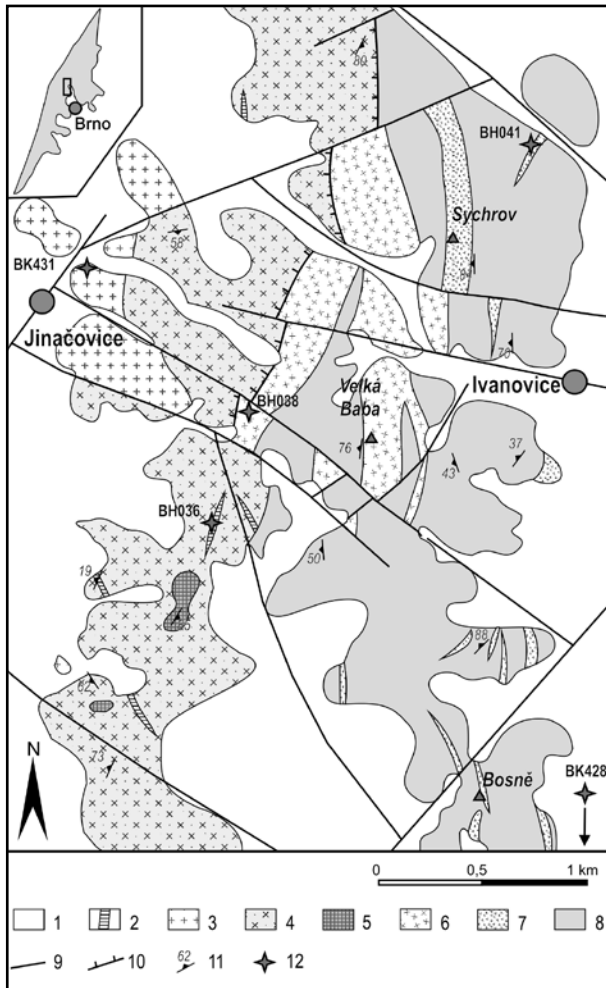 Brno
80
BH041
Sychrov
58
BK431
84
Jinačovice
70
Velká
Baba
Ivanovice
BH038
76
37
43
BH036
50
19
88
62
73
N
Bosně
BK428
0 0,5 1 km
1 2 3 4 5 6 7 8
9 10 62 11 12